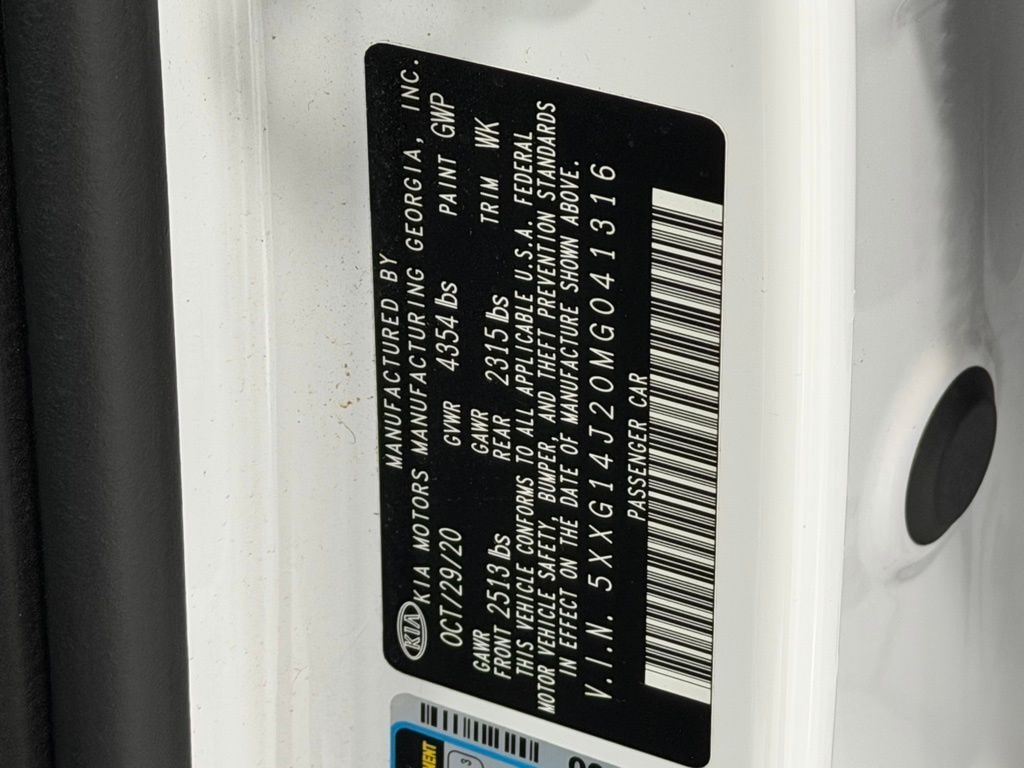 MANUFACTURED BY
KIA KIA MOTORS MANUFACTURING GEORGIA, INC.
OCT/29/20 GVWR 4354 lbs PAINT GWP
GAWR GAWR
FRONT 2513 lbs REAR 2315 lbs TRIM WK
THIS VEHICLE CONFORMS TO ALL APPLICABLE U.S.A. FEDERAL
MOTOR VEHICLE SAFETY, BUMPER, AND THEFT PREVENTION STANDARDS
IN EFFECT ON THE DATE OF MANUFACTURE SHOWN ABOVE.
V.I.N. 5XXG14J20MG041316
PASSENGER CAR